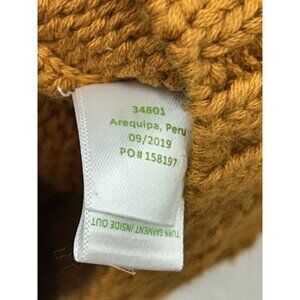 34801
Arequipa, Peru
09/2019
PO# 158197
TURN GARMENT INSIDE OUT